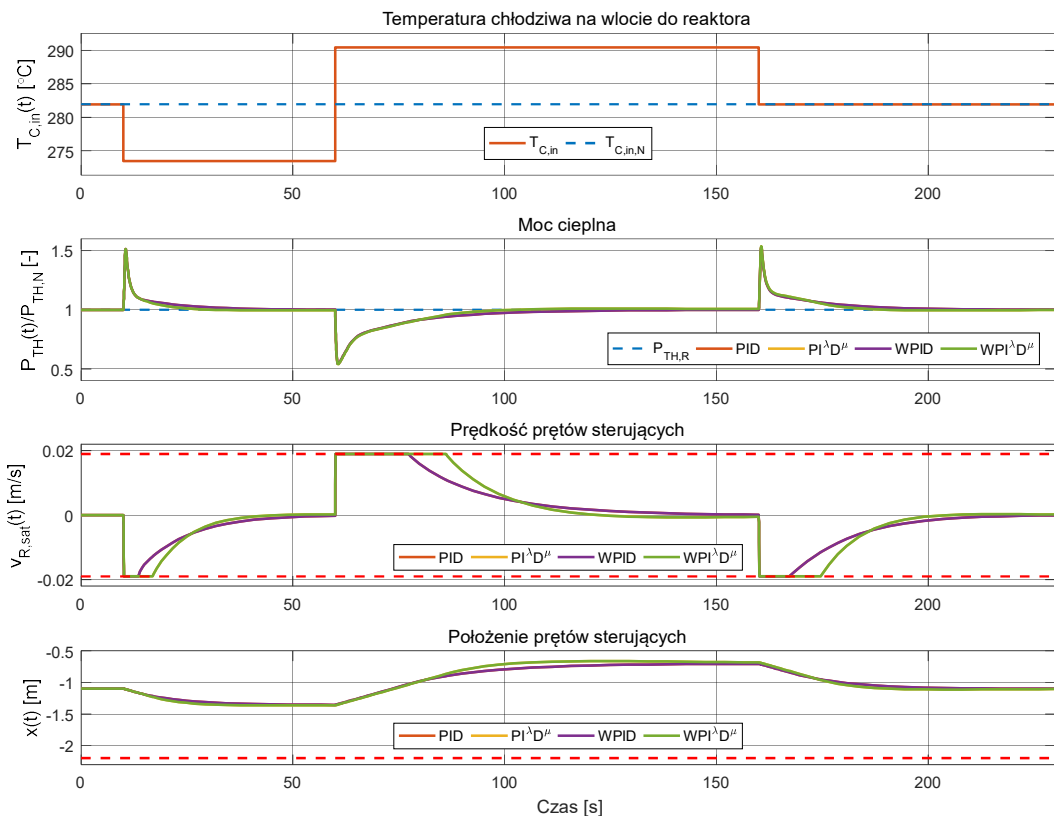 Temperatura chłodziwa na wlocie do reaktora
T_C,in(t) [°C]
290
285
280
275
T_C,in T_C,in,N
0 50 100 150 200
Moc cieplna
P_TH(t)/P_TH,N [-]
1.5
1
0.5
P_TH,R PID PI^λD^μ WPID WPI^λD^μ
0 50 100 150 200
Prędkość prętów sterujących
v_R,sat(t) [m/s]
0.02
0
-0.02
PID PI^λD^μ WPID WPI^λD^μ
0 50 100 150 200
Położenie prętów sterujących
x(t) [m]
-0.5
-1
-1.5
-2
PID PI^λD^μ WPID WPI^λD^μ
0 50 100 150 200
Czas [s]